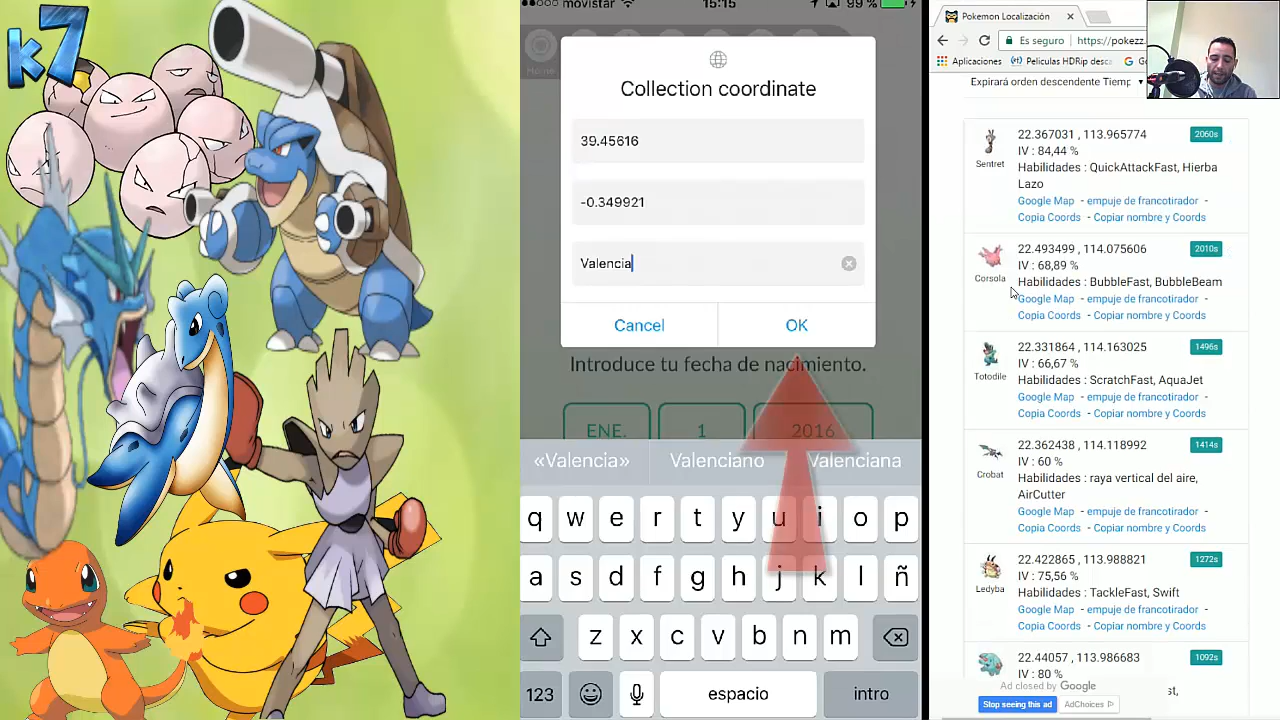 k7
movistar 15:15 99 %
Home
Collection coordinate
39.45616
-0.349921
Valencia
Cancel OK
Introduce tu fecha de nacimiento.
ENE. 1 2016
«Valencia» Valenciano Valenciana
q w e r t y u i o p
a s d f g h j k l ñ
z x c v b n m
123 espacio intro
Pokemon Localización
Es seguro https://pokezz.
Aplicaciones Películas HDRip desca G
Expirará orden descendente Tiemp
Sentret
22.367031 , 113.965774 2060s
IV : 84,44 %
Habilidades : QuickAttackFast, Hierba
Lazo
Google Map - empuje de francotirador -
Copia Coords - Copiar nombre y Coords
Corsola
22.493499 , 114.075606 2010s
IV : 68,89 %
Habilidades : BubbleFast, BubbleBeam
Google Map - empuje de francotirador -
Copia Coords - Copiar nombre y Coords
Totodile
22.331864 , 114.163025 1496s
IV : 66,67 %
Habilidades : ScratchFast, AquaJet
Google Map - empuje de francotirador -
Copia Coords - Copiar nombre y Coords
Crobat
22.362438 , 114.118992 1414s
IV : 60 %
Habilidades : raya vertical del aire,
AirCutter
Google Map - empuje de francotirador -
Copia Coords - Copiar nombre y Coords
Ledyba
22.422865 , 113.988821 1272s
IV : 75,56 %
Habilidades : TackleFast, Swift
Google Map - empuje de francotirador -
Copia Coords - Copiar nombre y Coords
22.44057 , 113.986683 1092s
IV : 80 %
Ad closed by Google
Stop seeing this ad AdChoices